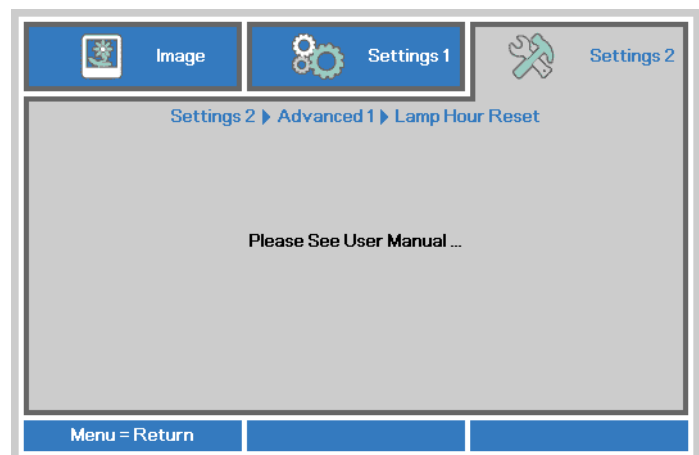 Image
Settings 1
Settings 2
Settings 2 ▶ Advanced 1 ▶ Lamp Hour Reset
Please See User Manual ...
Menu = Return